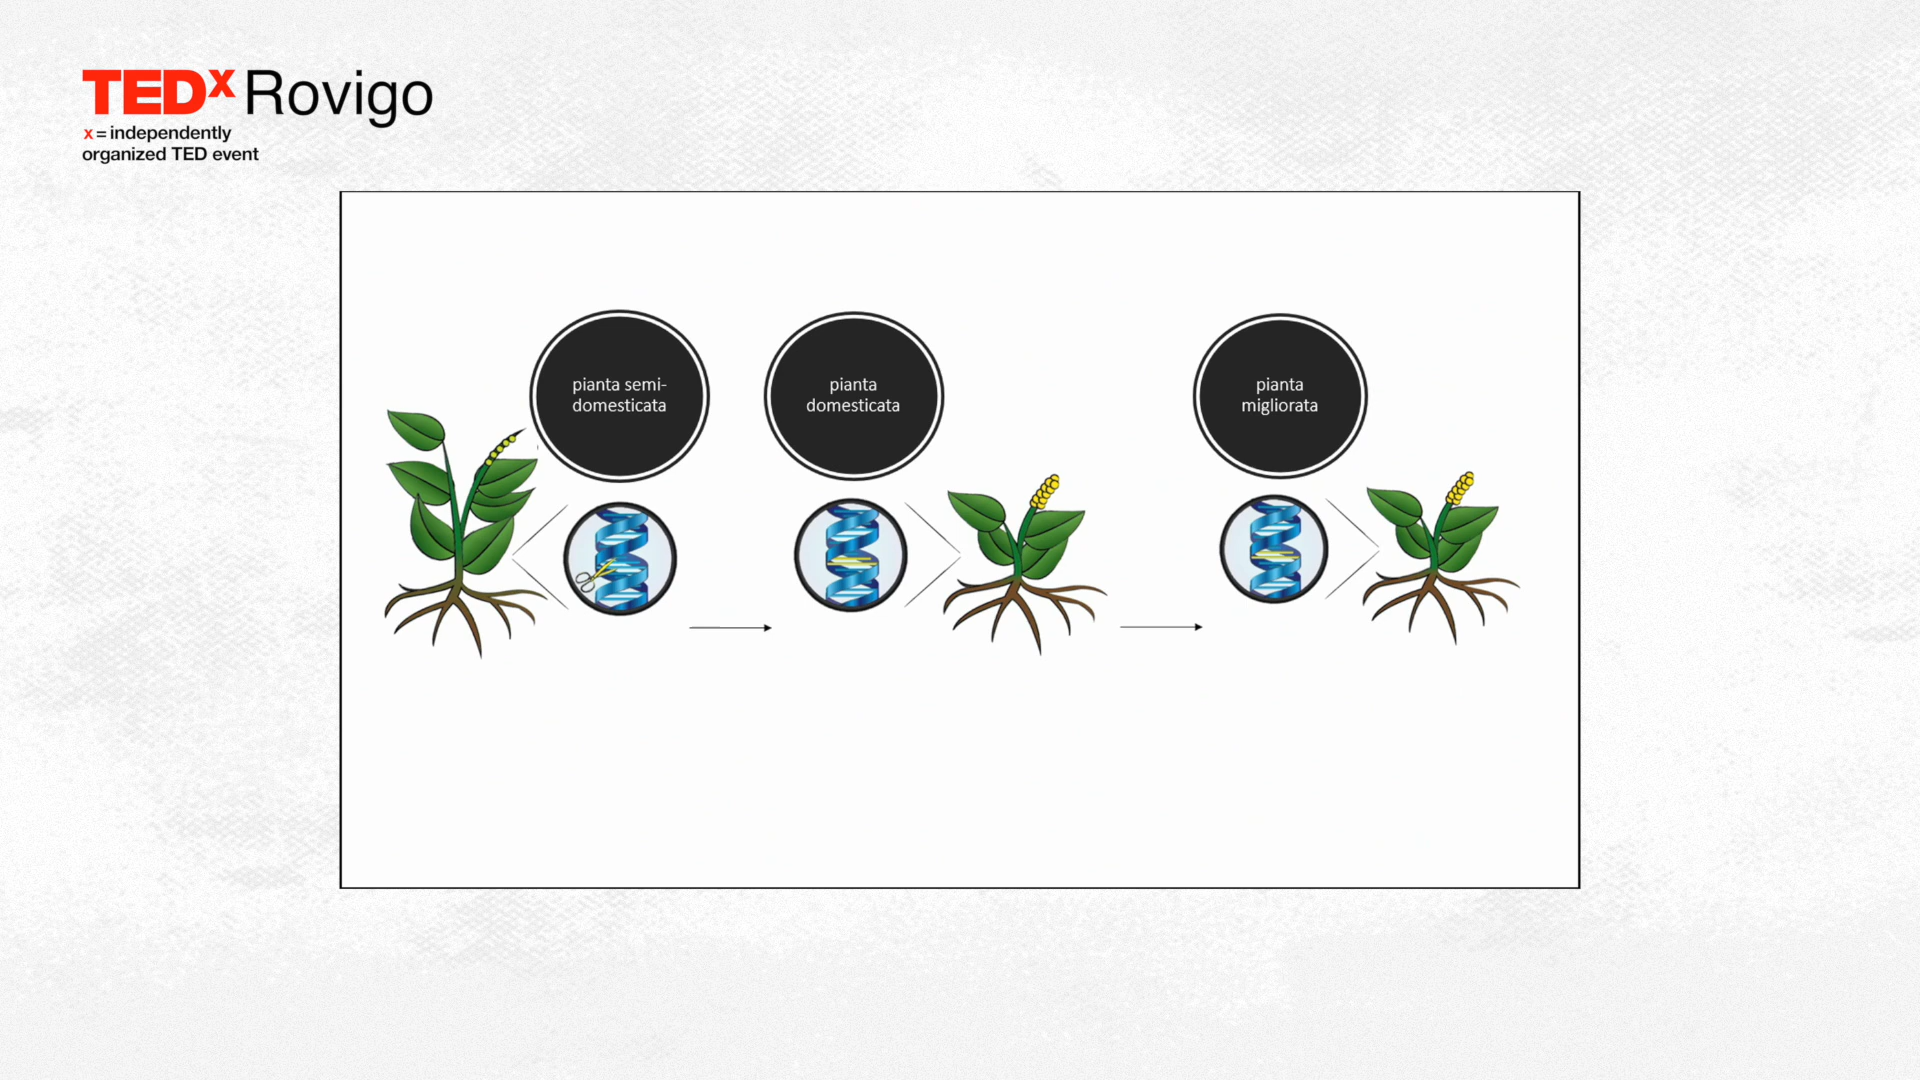 TEDx Rovigo
x = independently
organized TED event
pianta semi-
domesticata
pianta
domesticata
pianta
migliorata